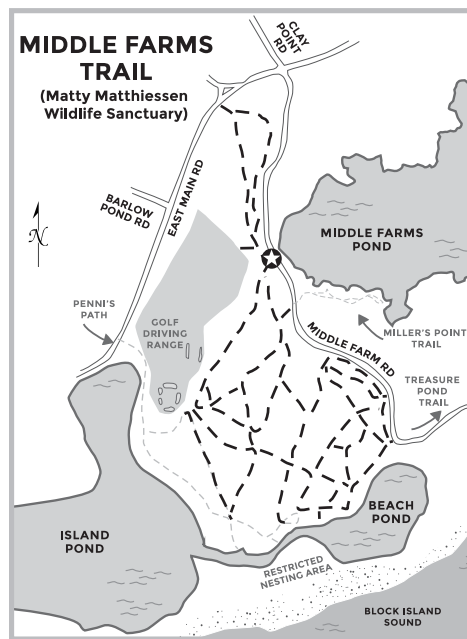 MIDDLE FARMS
TRAIL
(Matty Matthiessen
Wildlife Sanctuary)
CLAY
POINT
RD
BARLOW
POND RD
EAST MAIN RD
N
MIDDLE FARMS
POND
PENNI'S
PATH
GOLF
DRIVING
RANGE
MIDDLE FARM RD
MILLER'S POINT
TRAIL
TREASURE
POND
TRAIL
ISLAND
POND
BEACH
POND
RESTRICTED
NESTING AREA
BLOCK ISLAND
SOUND